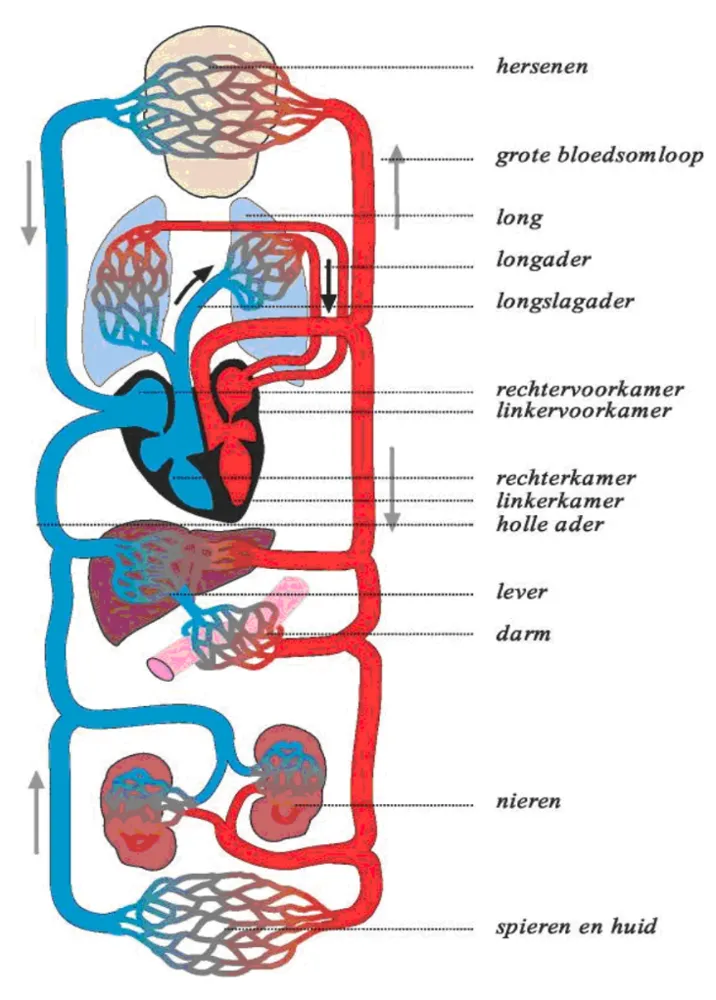 hersenen
grote bloedsomloop
long
longader
longslagader
rechtervoorkamer
linkervoorkamer
rechterkamer
linkerkamer
holle ader
lever
darm
nieren
spieren en huid